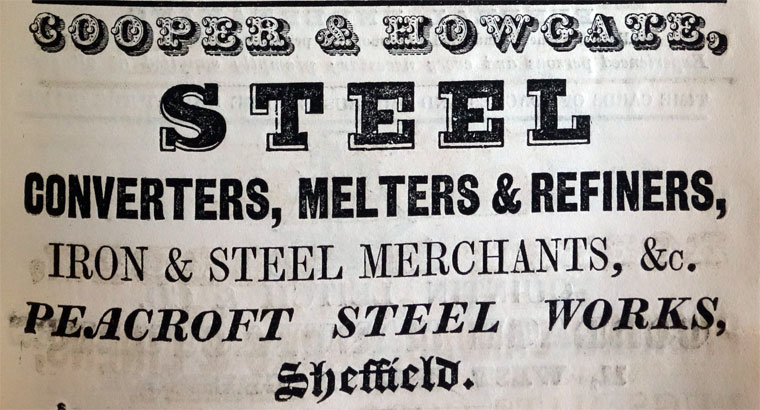 COOPER & HOWGATE,
STEEL
CONVERTERS, MELTERS & REFINERS,
IRON & STEEL MERCHANTS, &c.
PEACROFT STEEL WORKS,
Sheffield.